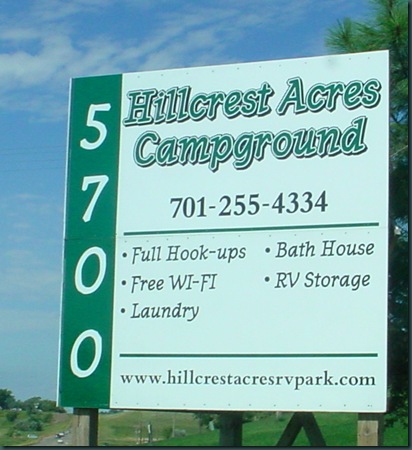 5700
Hillcrest Acres
Campground
701-255-4334
• Full Hook-ups
• Free WI-FI
• Laundry
• Bath House
• RV Storage
www.hillcrestacresrvpark.com